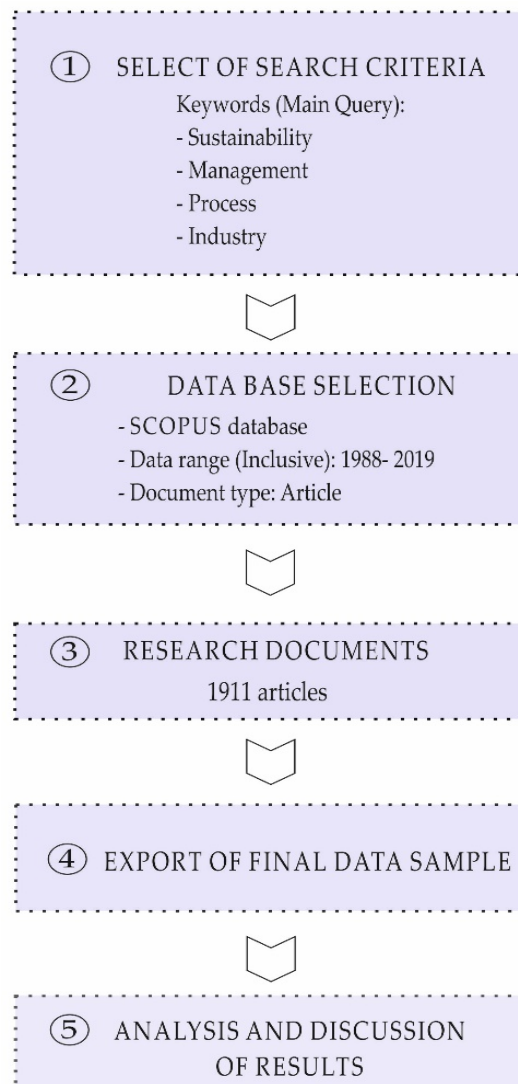 ① SELECT OF SEARCH CRITERIA
Keywords (Main Query):
- Sustainability
- Management
- Process
- Industry
② DATA BASE SELECTION
- SCOPUS database
- Data range (Inclusive): 1988- 2019
- Document type: Article
③ RESEARCH DOCUMENTS
1911 articles
④ EXPORT OF FINAL DATA SAMPLE
⑤ ANALYSIS AND DISCUSSION
OF RESULTS